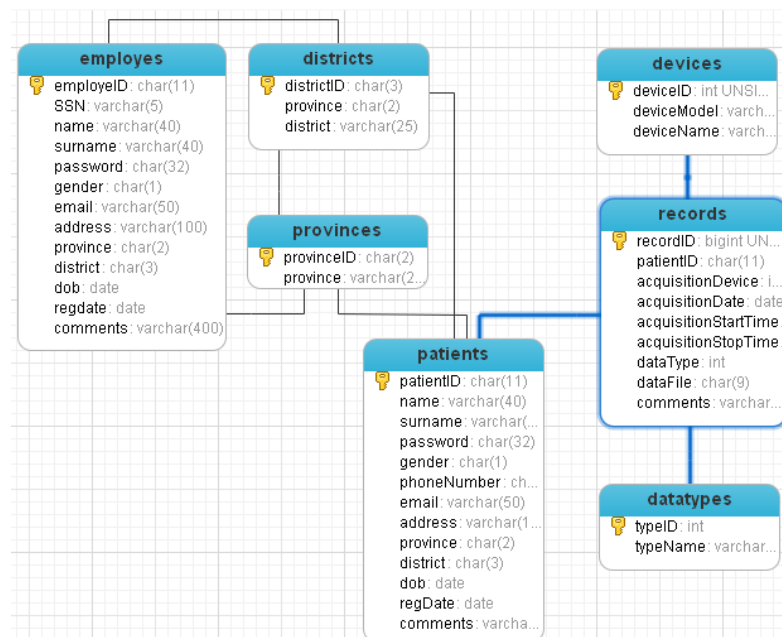 employes
employeID: char(11)
SSN: varchar(5)
name: varchar(40)
surname: varchar(40)
password: char(32)
gender: char(1)
email: varchar(50)
address: varchar(100)
province: char(2)
district: char(3)
dob: date
regdate: date
comments: varchar(400)
districts
districtID: char(3)
province: char(2)
district: varchar(25)
provinces
provinceID: char(2)
province: varchar(2...
patients
patientID: char(11)
name: varchar(40)
surname: varchar(...
password: char(32)
gender: char(1)
phoneNumber: ch...
email: varchar(50)
address: varchar(1...
province: char(2)
district: char(3)
dob: date
regDate: date
comments: varcha...
devices
deviceID: int UNSI...
deviceModel: varch...
deviceName: varch...
records
recordID: bigint UN...
patientID: char(11)
acquisitionDevice: i...
acquisitionDate: date
acquisitionStartTime
acquisitionStopTime
dataType: int
dataFile: char(9)
comments: varchar...
datatypes
typeID: int
typeName: varchar...